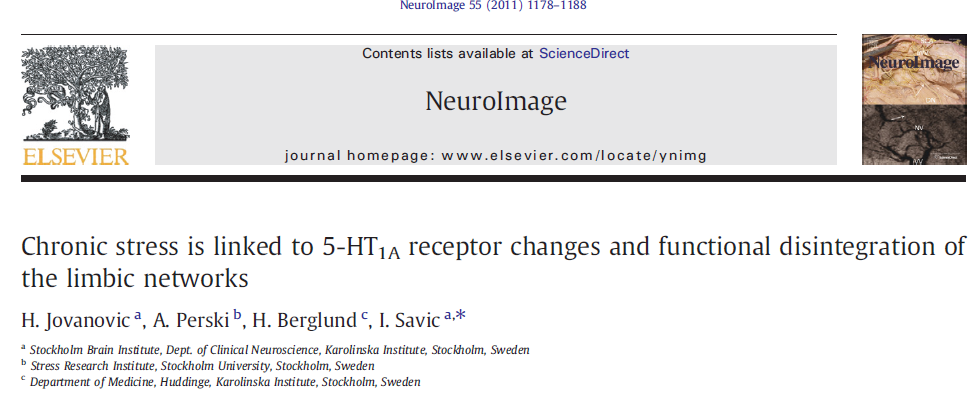 NeuroImage 55 (2011) 1178–1188
Contents lists available at ScienceDirect
NeuroImage
journal homepage: www.elsevier.com/locate/ynimg
ELSEVIER
NeuroImage
NV
Chronic stress is linked to 5-HT1A receptor changes and functional disintegration of
the limbic networks
H. Jovanovic a, A. Perski b, H. Berglund c, I. Savic a,*
a Stockholm Brain Institute, Dept. of Clinical Neuroscience, Karolinska Institute, Stockholm, Sweden
b Stress Research Institute, Stockholm University, Stockholm, Sweden
c Department of Medicine, Huddinge, Karolinska Institute, Stockholm, Sweden